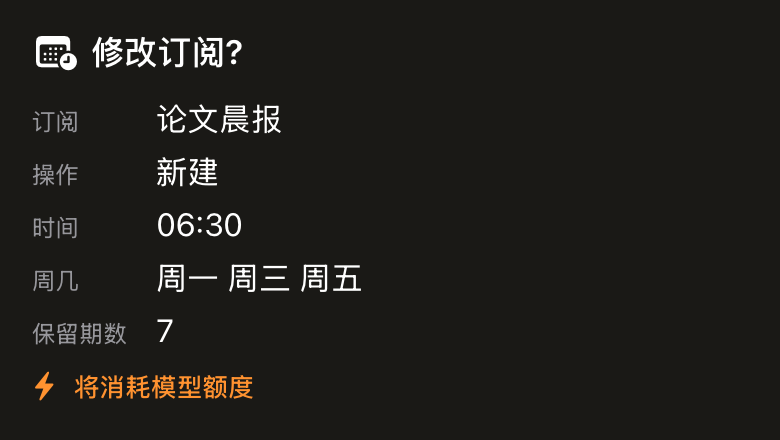 修改订阅?
订阅 论文晨报
操作 新建
时间 06:30
周几 周一 周三 周五
保留期数 7
将消耗模型额度